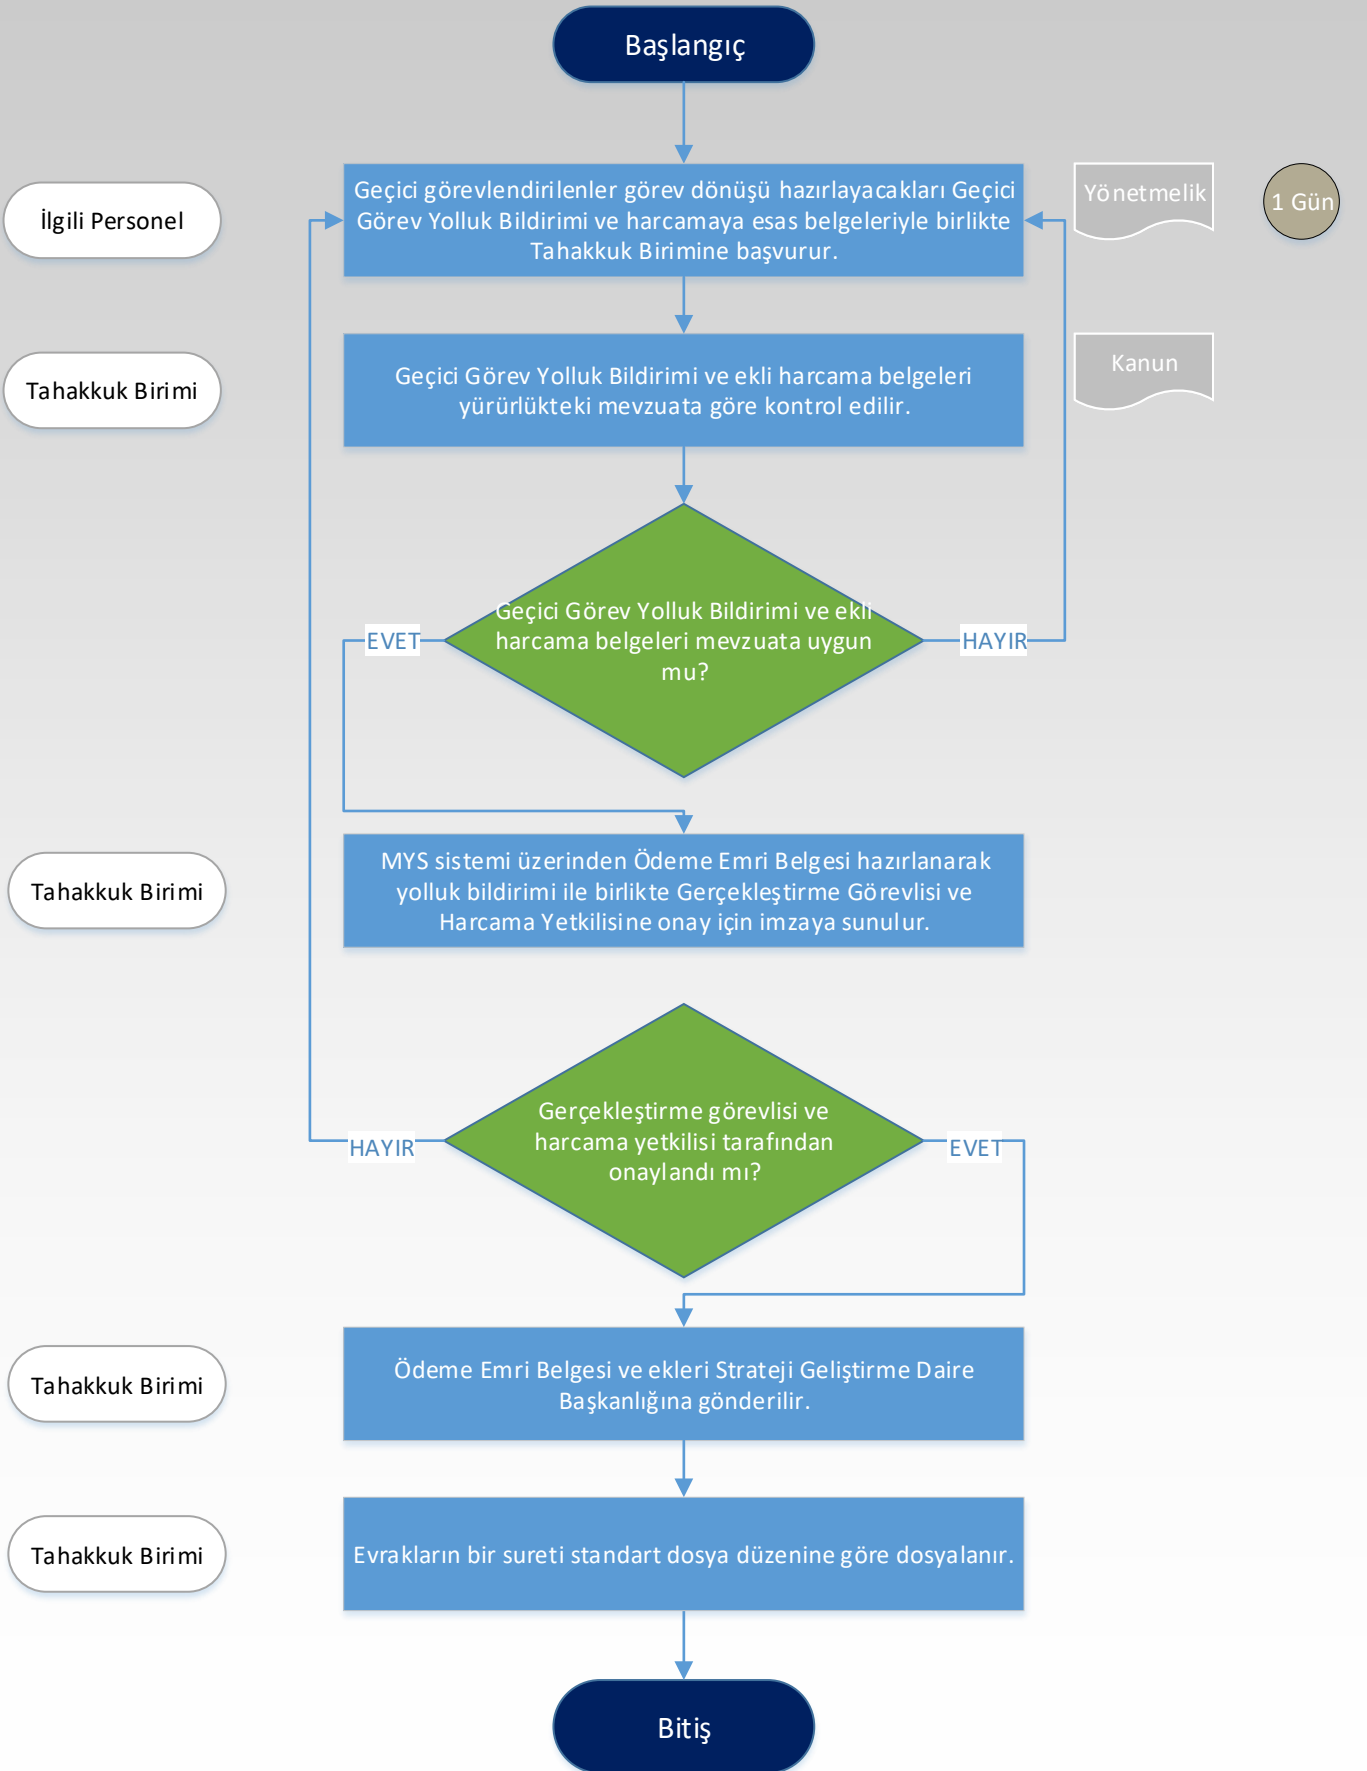 Başlangıç
İlgili Personel
Geçici görevlendirilenler görev dönüşü hazırlayacakları Geçici
Görev Yolluk Bildirimi ve harcamaya esas belgeleriyle birlikte
Tahakkuk Birimine başvurur.
Yönetmelik
1 Gün
Tahakkuk Birimi
Geçici Görev Yolluk Bildirimi ve ekli harcama belgeleri
yürürlükteki mevzuata göre kontrol edilir.
Kanun
EVET
Geçici Görev Yolluk Bildirimi ve ekli
harcama belgeleri mevzuata uygun
mu?
HAYIR
Tahakkuk Birimi
MYS sistemi üzerinden Ödeme Emri Belgesi hazırlanarak
yolluk bildirimi ile birlikte Gerçekleştirme Görevlisi ve
Harcama Yetkilisine onay için imzaya sunulur.
HAYIR
Gerçekleştirme görevlisi ve
harcama yetkilisi tarafından
onaylandı mı?
EVET
Tahakkuk Birimi
Ödeme Emri Belgesi ve ekleri Strateji Geliştirme Daire
Başkanlığına gönderilir.
Tahakkuk Birimi
Evrakların bir sureti standart dosya düzenine göre dosyalanır.
Bitiş